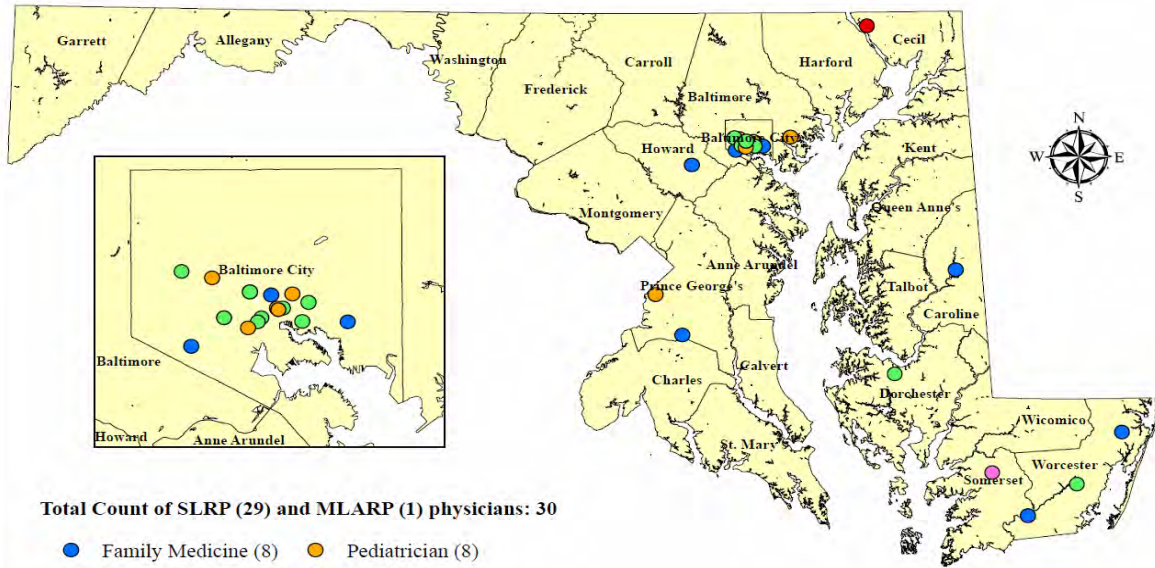 Garrett
Allegany
Washington
Frederick
Carroll
Baltimore
Harford
Cecil
Baltimore City
Howard
Kent
Montgomery
Queen Anne's
Anne Arundel
Prince George's
Talbot
Caroline
Charles
Calvert
Dorchester
St. Mary
Wicomico
Worcester
Somerset
N
W E
S
Baltimore City
Baltimore
Howard
Anne Arundel
Total Count of SLRP (29) and MLARP (1) physicians: 30
Family Medicine (8) Pediatrician (8)